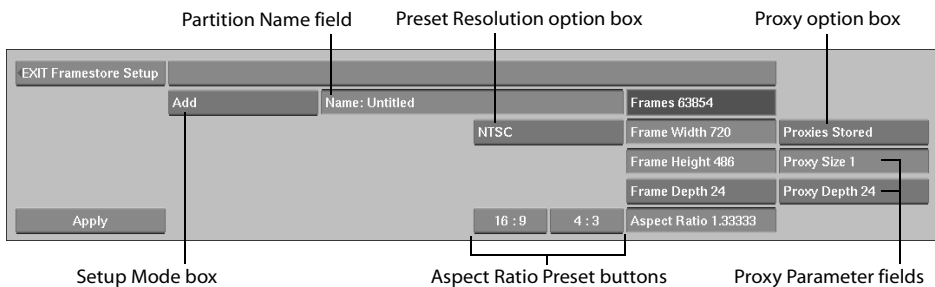 Partition Name field
Preset Resolution option box
Proxy option box
EXIT Framestore Setup
Add
Name: Untitled
Frames 63854
NTSC
Frame Width 720
Proxies Stored
Frame Height 486
Proxy Size 1
Frame Depth 24
Proxy Depth 24
Apply
16 : 9
4 : 3
Aspect Ratio 1.33333
Setup Mode box
Aspect Ratio Preset buttons
Proxy Parameter fields